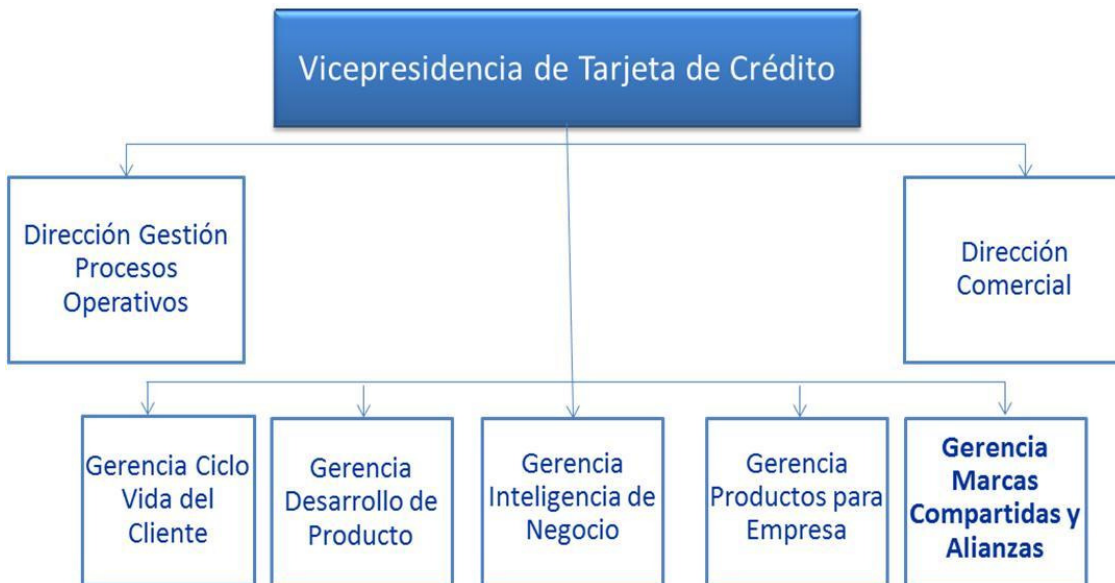 Vicepresidencia de Tarjeta de Crédito
Dirección Gestión
Procesos
Operativos
Dirección
Comercial
Gerencia Ciclo
Vida del
Cliente
Gerencia
Desarrollo de
Producto
Gerencia
Inteligencia de
Negocio
Gerencia
Productos para
Empresa
Gerencia
Marcas
Compartidas y
Alianzas